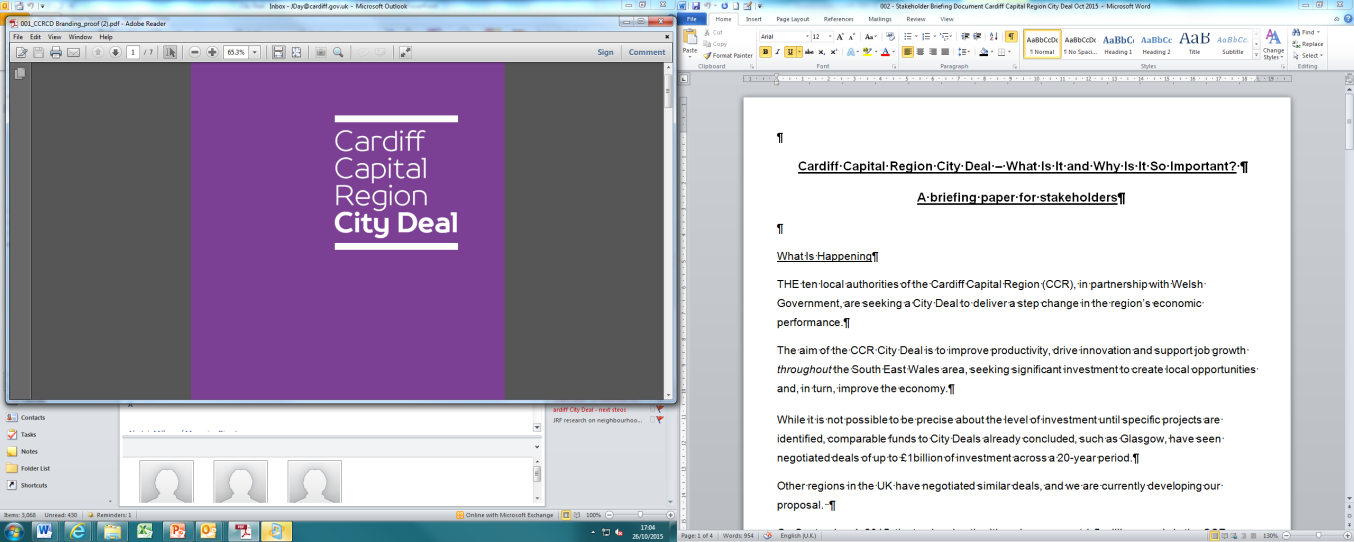 Inbox - JDay@cardiff.gov.uk - Microsoft Outlook
001_CCRCD Branding_proof (2).pdf - Adobe Reader
File Edit View Window Help
1 / 7 653% Sign Comment
Cardiff
Capital
Region
City Deal
Contacts
Tasks
Notes
Folder List
Shortcuts
ardiff City Deal - next steps
JRF research on neighbourhoo...
Items: 3,068 Unread: 430 Reminders: 1 Online with Microsoft Exchange 100%
17:04
26/10/2015
002 - Stakeholder Briefing Document Cardiff Capital Region City Deal Oct 2015 - Microsoft Word
File Home Insert Page Layout References Mailings Review View
Paste
Cut
Copy
Format Painter
Clipboard
Arial 12
Font
Paragraph
AaBbCcDc AaBbCcDc AaBbC AaBbCc AaB AaBbCc.
¶ Normal ¶ No Spaci... Heading 1 Heading 2 Title Subtitle
Change
Styles
Styles
Find
Replace
Select
Editing
¶
Cardiff·Capital·Region·City·Deal·–·What·Is·It·and·Why·Is·It·So·Important?·¶
A·briefing·paper·for·stakeholders¶
¶
What·Is·Happening¶
THE·ten·local·authorities·of·the·Cardiff·Capital·Region·(CCR),·in·partnership·with·Welsh·
Government,·are·seeking·a·City·Deal·to·deliver·a·step·change·in·the·region's·economic·
performance.¶
The·aim·of·the·CCR·City·Deal·is·to·improve·productivity,·drive·innovation·and·support·job·growth·
throughout·the·South·East·Wales·area,·seeking·significant·investment·to·create·local·opportunities·
and,·in·turn,·improve·the·economy.¶
While·it·is·not·possible·to·be·precise·about·the·level·of·investment·until·specific·projects·are·
identified,·comparable·funds·to·City·Deals·already·concluded,·such·as·Glasgow,·have·seen·
negotiated·deals·of·up·to·£1billion·of·investment·across·a·20-year·period.¶
Other·regions·in·the·UK·have·negotiated·similar·deals,·and·we·are·currently·developing·our·
proposal.·¶
Page: 1 of 4 Words: 954 English (U.K.) 130%